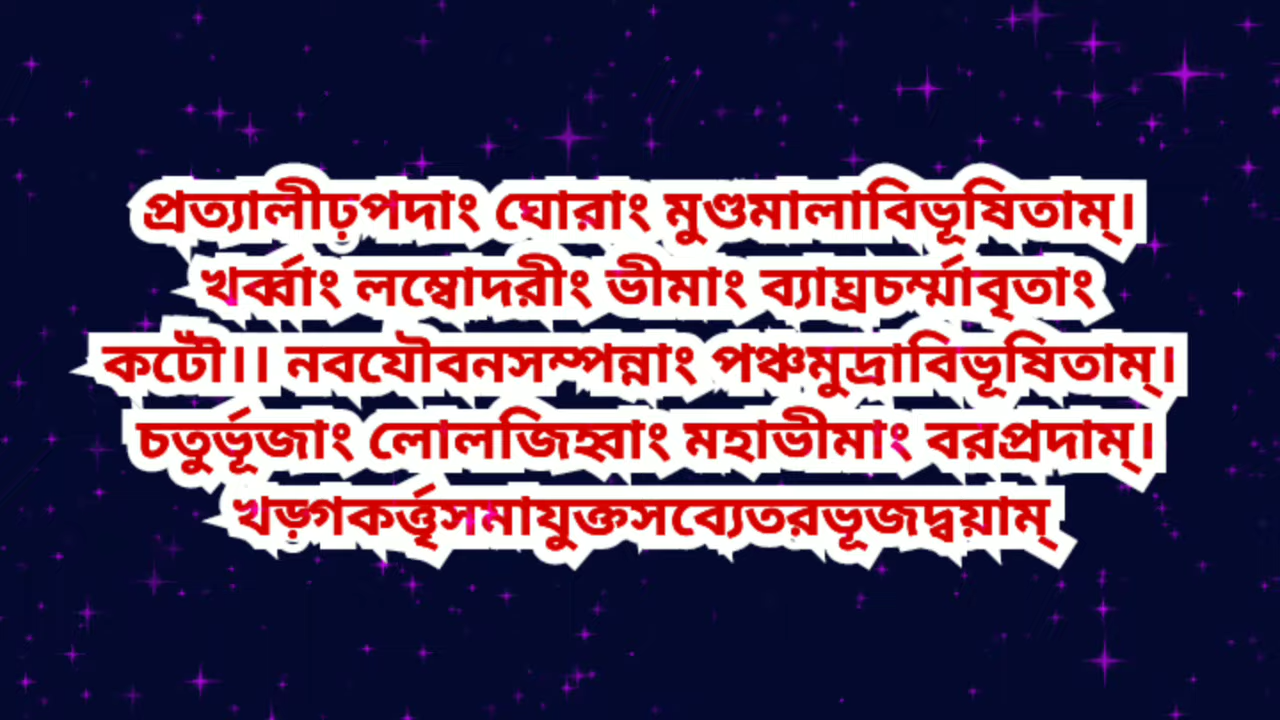 প্রত্যালীঢ়পদাং ঘোরাং মুণ্ডমালাবিভূষিতাম্।
খর্ব্বাং লম্বোদরীং ভীমাং ব্যাঘ্রচর্ম্মাবৃতাং
কটৌ।। নবযৌবনসম্পন্নাং পঞ্চমুদ্রাবিভূষিতাম্।
চতুর্ভূজাং লোলজিহ্বাং মহাভীমাং বরপ্রদাম্।
খড়্গকর্ত্তৃসমাযুক্তসব্যেতরভূজদ্বয়াম্